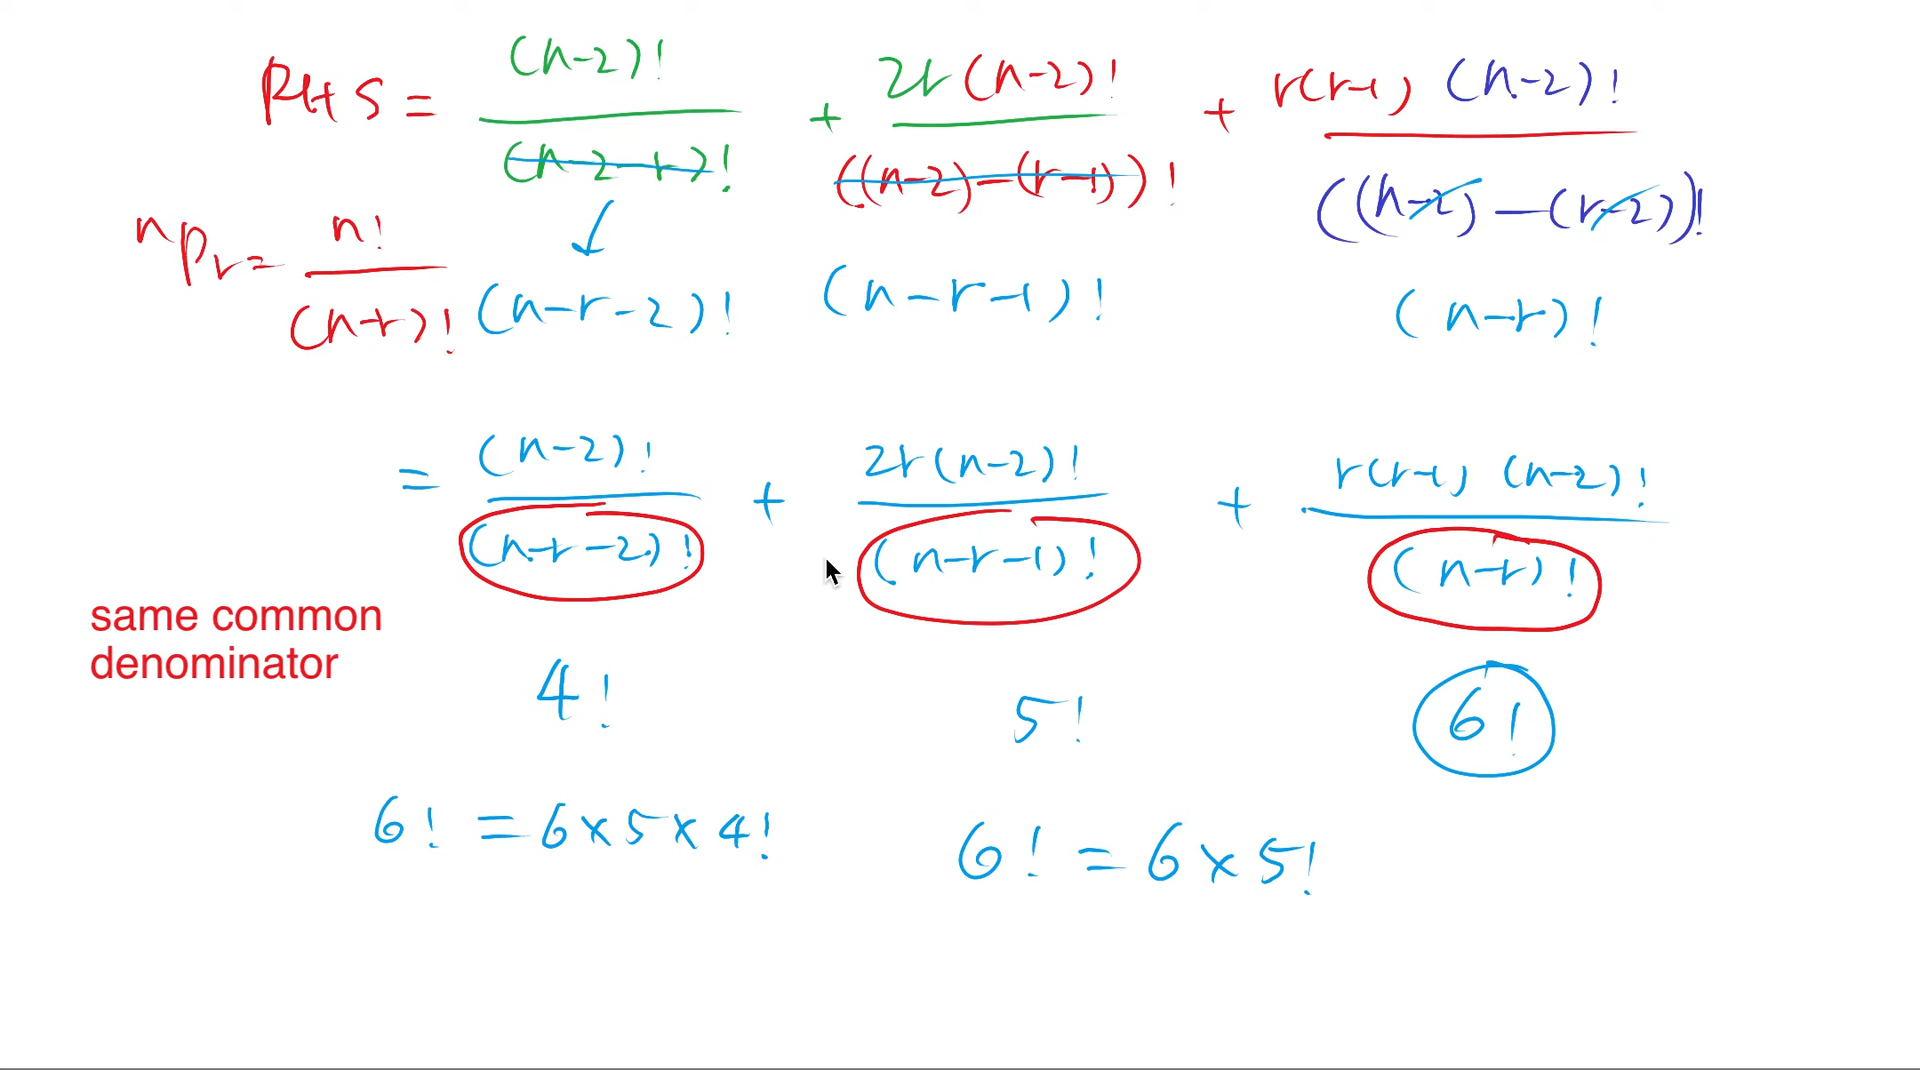 RHS = (n-2)! / (n-2-r)! + 2r(n-2)! / ((n-2)-(r-1))! + r(r-1) (n-2)! / ((n-2)-(r-2))!
nPr = n! / (n-r)!
(n-r-2)! (n-r-1)! (n-r)!
= (n-2)! / (n-r-2)! + 2r(n-2)! / (n-r-1)! + r(r-1) (n-2)! / (n-r)!
same common
denominator
4! 5! 6!
6! = 6×5×4! 6! = 6×5!